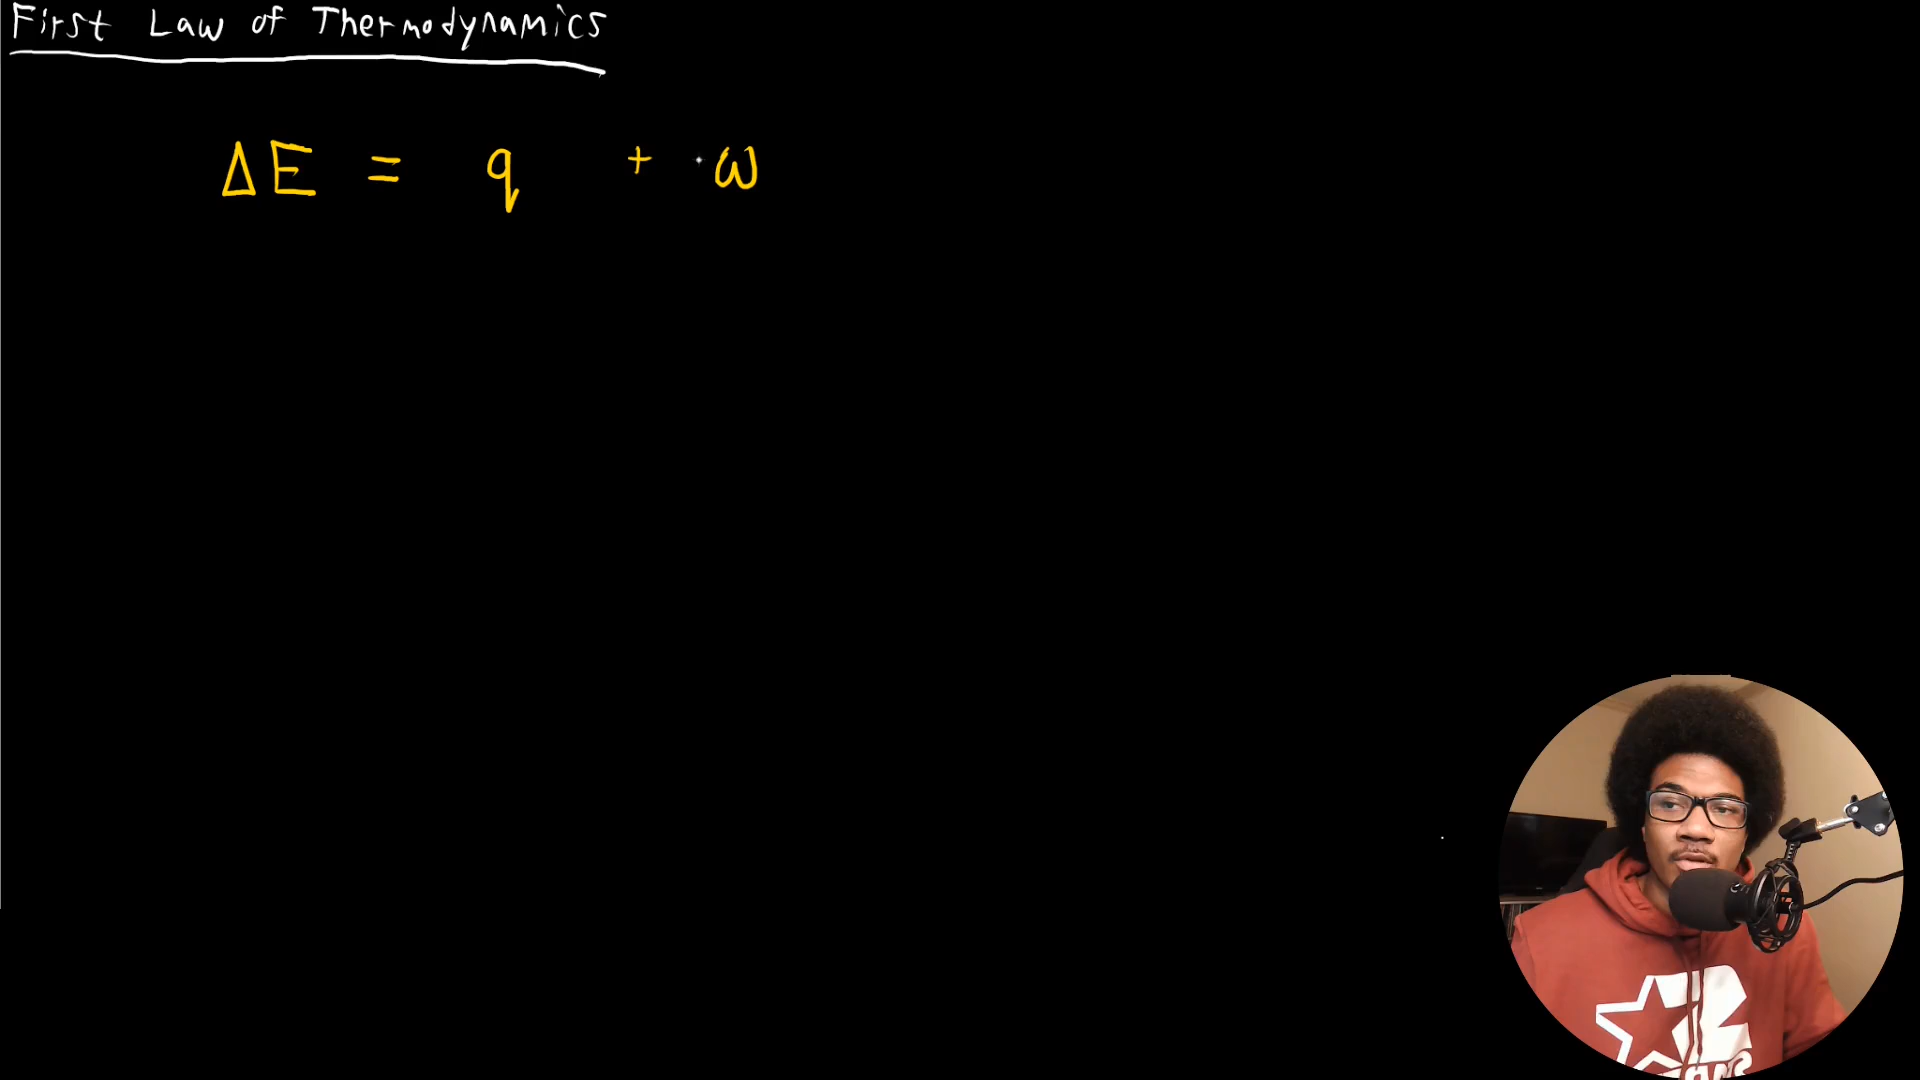 First Law of Thermodynamics
ΔE = q + w